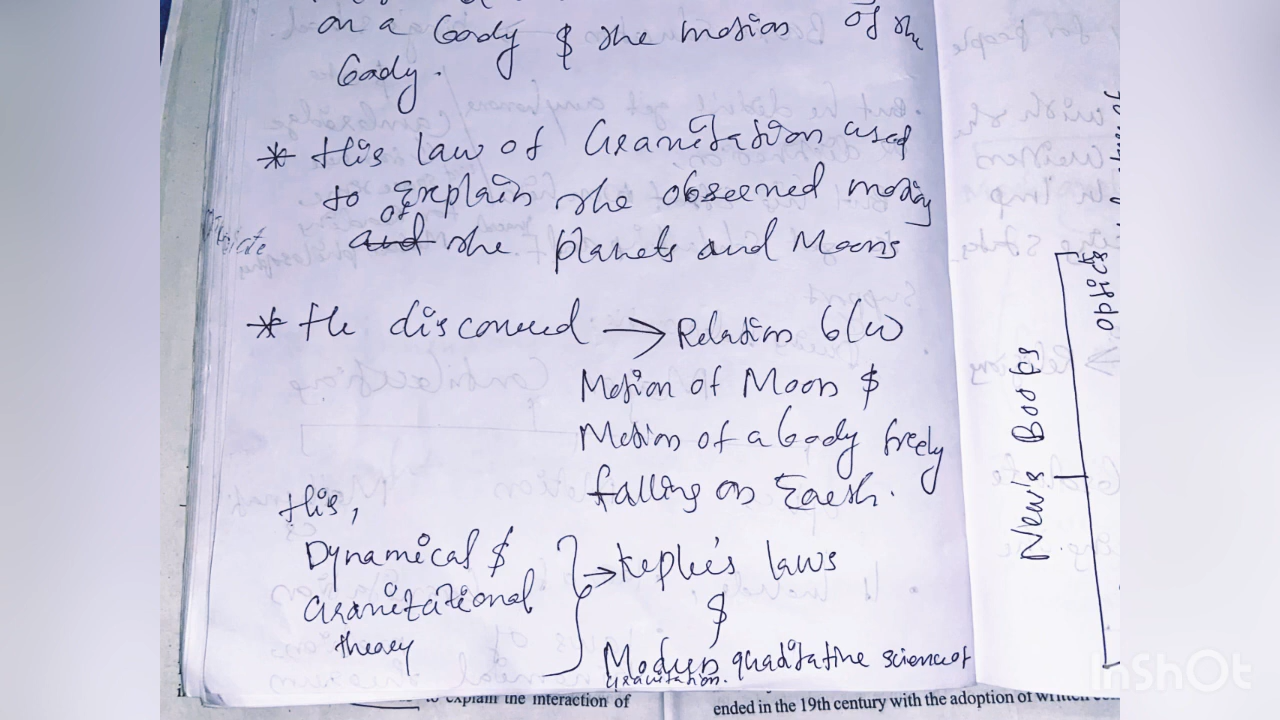 on a body & the motion of the
body.
* His law of Gravitation used
to Explain the observed motion
of
and the planets and Moons
* He discovered → Relation b/w
Motion of Moon &
Motion of a body freely
falling on Earth.
His,
Dynamical &
Gravitational
theory
→ Kepler's laws
&
Modern quantitative science of
Gravitation.
New's Books
optics
to explain the interaction of
ended in the 19th century with the adoption of written
InShOt